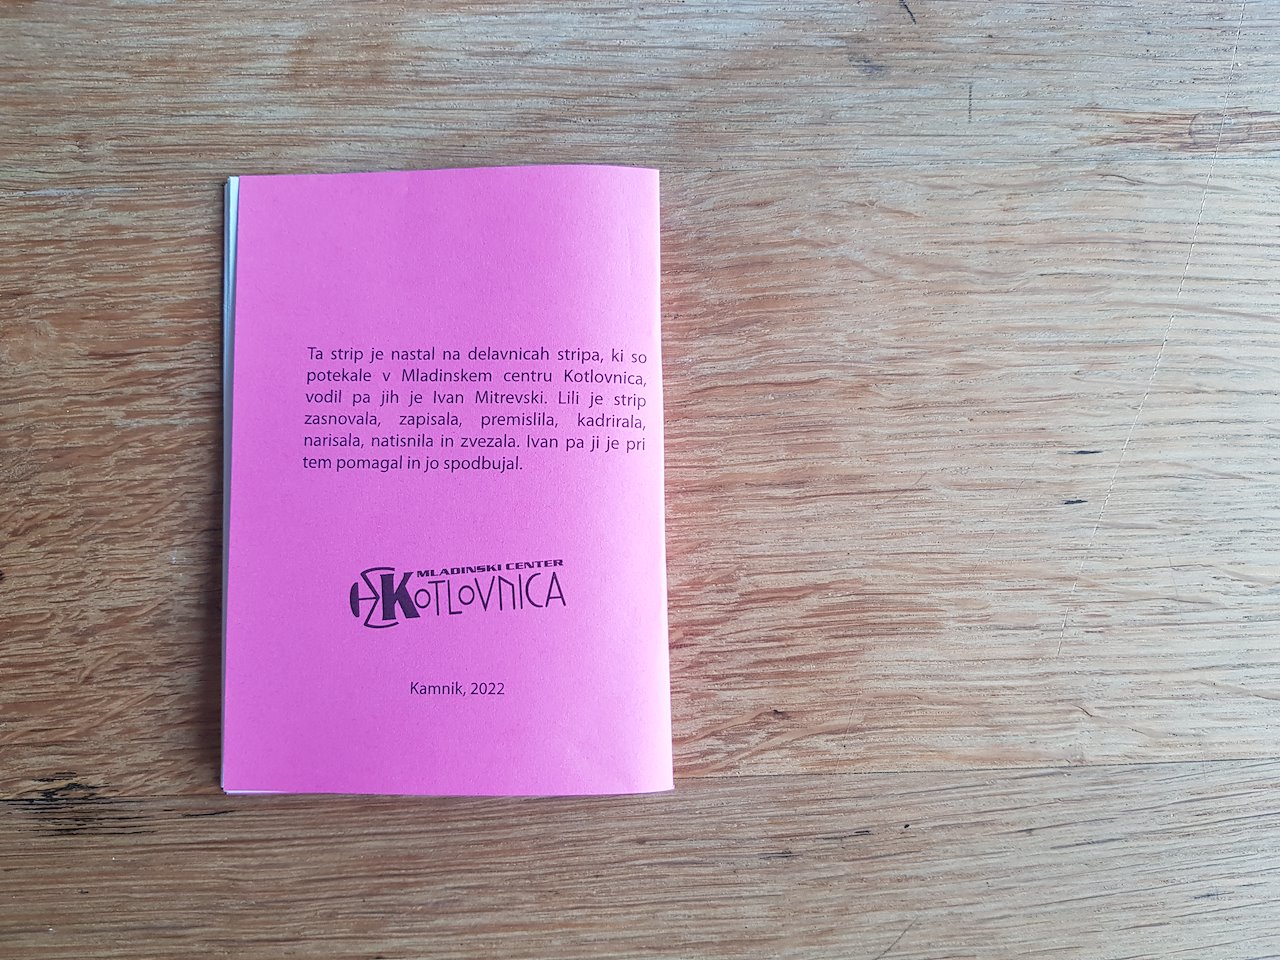 Ta strip je nastal na delavnicah stripa, ki so
potekale v Mladinskem centru Kotlovnica,
vodil pa jih je Ivan Mitrevski. Lili je strip
zasnovala, zapisala, premislila, kadrirala,
narisala, natisnila in zvezala. Ivan pa ji je pri
tem pomagal in jo spodbujal.
MLADINSKI CENTER
KOTLOVNICA
Kamnik, 2022